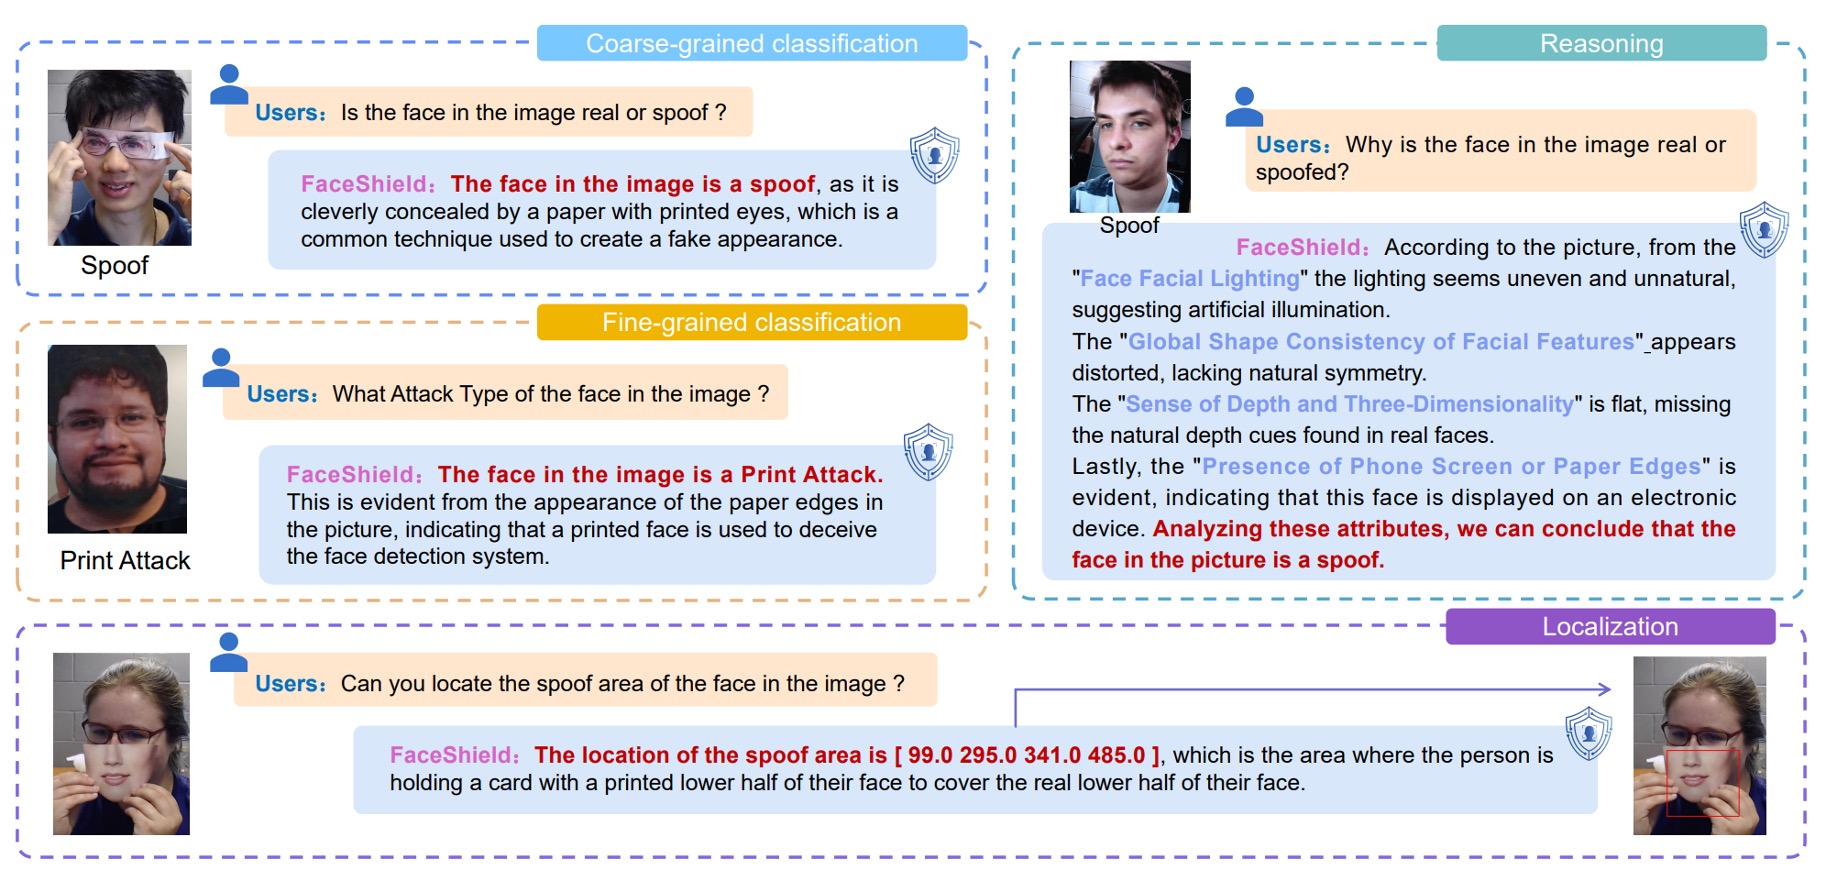 Coarse-grained classification
Users: Is the face in the image real or spoof ?
FaceShield: The face in the image is a spoof, as it is
cleverly concealed by a paper with printed eyes, which is a
common technique used to create a fake appearance.
Spoof
Fine-grained classification
Users: What Attack Type of the face in the image ?
FaceShield: The face in the image is a Print Attack.
This is evident from the appearance of the paper edges in
the picture, indicating that a printed face is used to deceive
the face detection system.
Print Attack
Reasoning
Users: Why is the face in the image real or
spoofed?
Spoof
FaceShield: According to the picture, from the
"Face Facial Lighting" the lighting seems uneven and unnatural,
suggesting artificial illumination.
The "Global Shape Consistency of Facial Features" appears
distorted, lacking natural symmetry.
The "Sense of Depth and Three-Dimensionality" is flat, missing
the natural depth cues found in real faces.
Lastly, the "Presence of Phone Screen or Paper Edges" is
evident, indicating that this face is displayed on an electronic
device. Analyzing these attributes, we can conclude that the
face in the picture is a spoof.
Localization
Users: Can you locate the spoof area of the face in the image ?
FaceShield: The location of the spoof area is [ 99.0 295.0 341.0 485.0 ], which is the area where the person is
holding a card with a printed lower half of their face to cover the real lower half of their face.